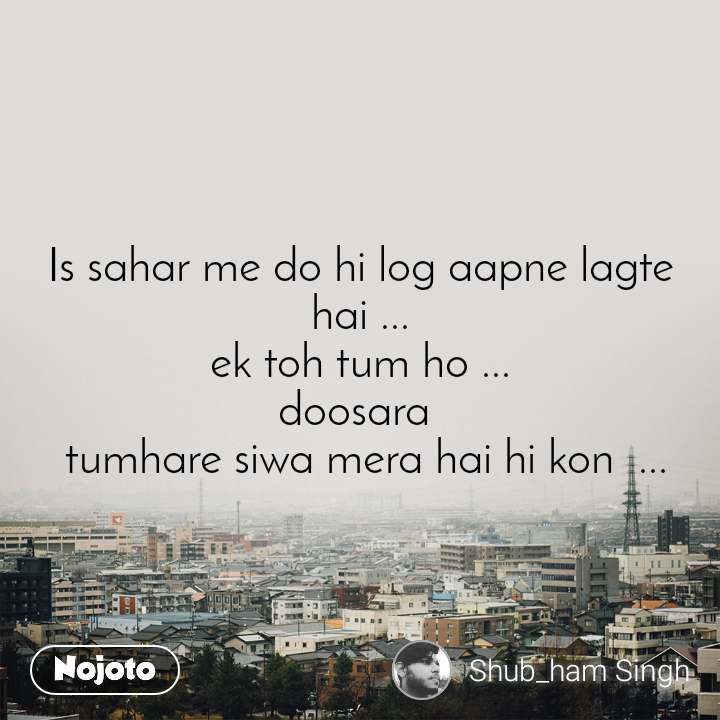 Is sahar me do hi log aapne lagte
hai ...
ek toh tum ho ...
doosara
tumhare siwa mera hai hi kon ...
Nojoto
Shub_ham Singh